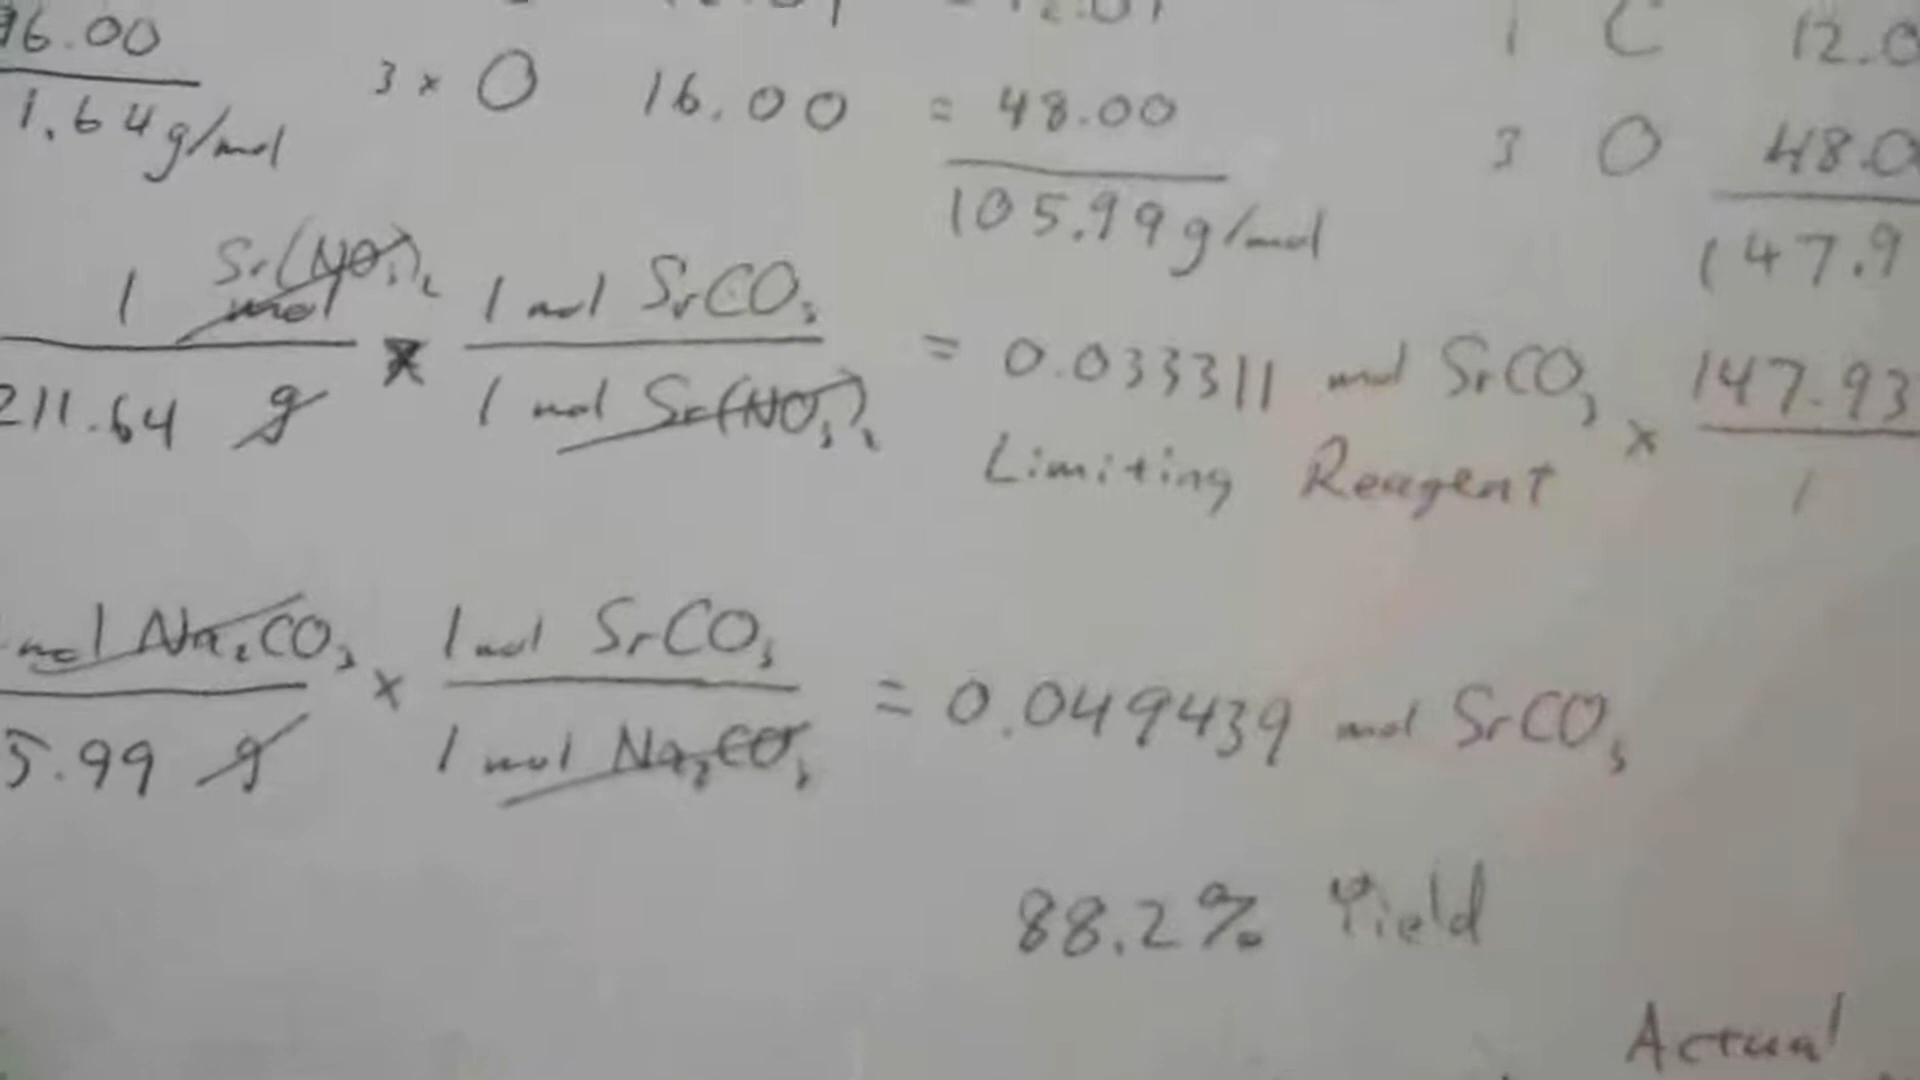 96.00
1.64 g/mol
3 × O 16.00 = 48.00
105.99 g/mol
1 C 12.0
3 O 48.0
147.9
1 mol Sr(NO3)2
211.64 g
×
1 mol SrCO3
1 mol Sr(NO3)2
= 0.033311 mol SrCO3 × 147.93
1
Limiting Reagent
mol Na2CO3
5.99 g
×
1 mol SrCO3
1 mol Na2CO3
= 0.049439 mol SrCO3
88.2% Yield
Actual